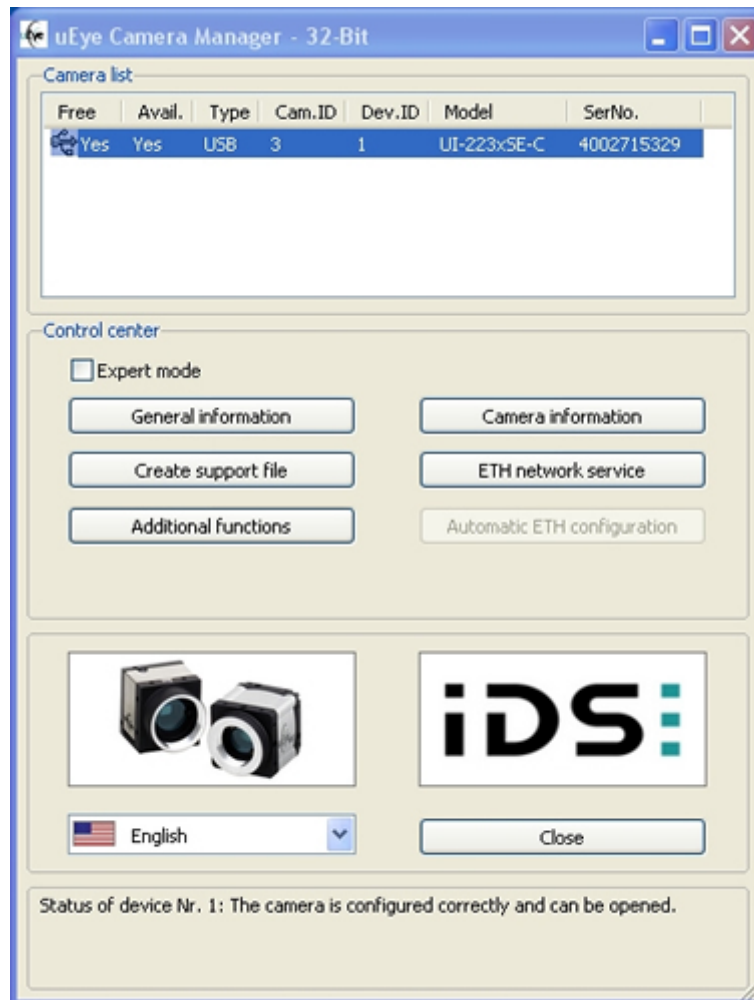 uEye Camera Manager - 32-Bit
Camera list
Free Avail. Type Cam.ID Dev.ID Model SerNo.
Yes Yes USB 3 1 UI-223xSE-C 4002715329
Control center
Expert mode
General information Camera information
Create support file ETH network service
Additional functions Automatic ETH configuration
iDS
English Close
Status of device Nr. 1: The camera is configured correctly and can be opened.